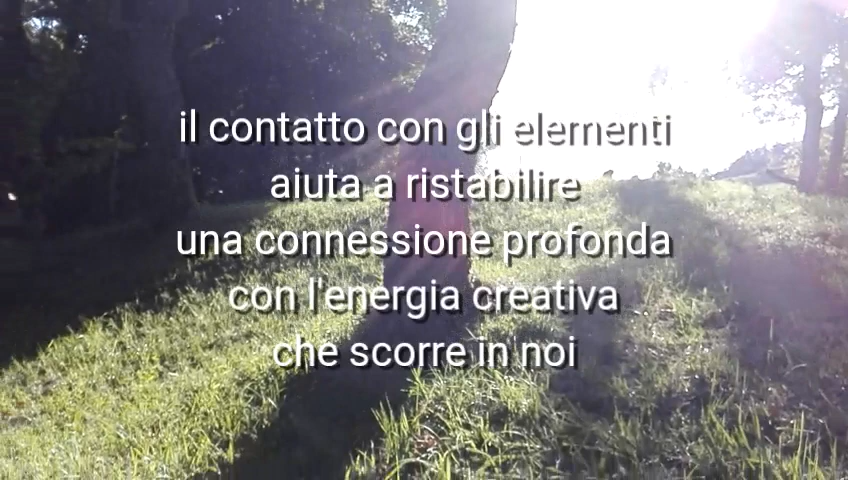 il contatto con gli elementi
aiuta a ristabilire
una connessione profonda
con l'energia creativa
che scorre in noi